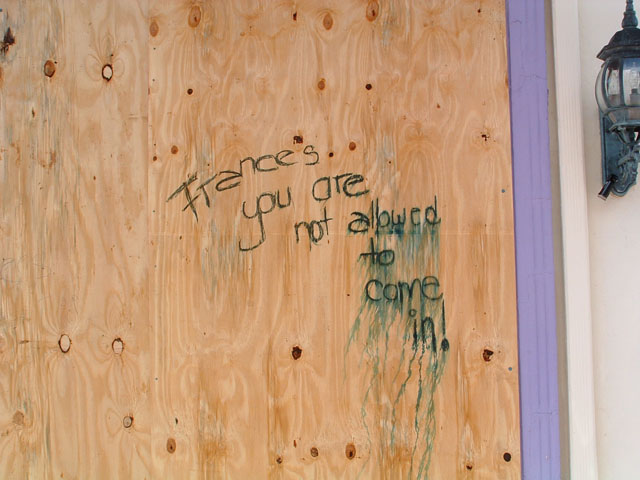 Frances
you are
not allowed
to
come
in!